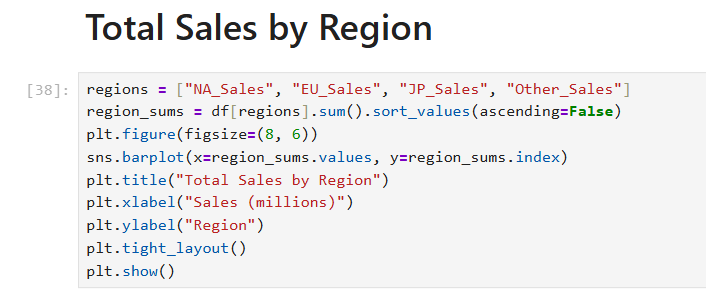 Total Sales by Region
[38]:
regions = ["NA_Sales", "EU_Sales", "JP_Sales", "Other_Sales"]
region_sums = df[regions].sum().sort_values(ascending=False)
plt.figure(figsize=(8, 6))
sns.barplot(x=region_sums.values, y=region_sums.index)
plt.title("Total Sales by Region")
plt.xlabel("Sales (millions)")
plt.ylabel("Region")
plt.tight_layout()
plt.show()